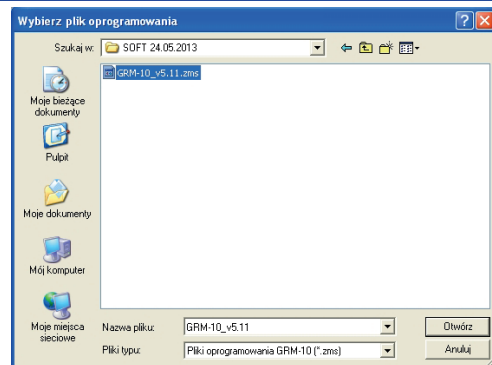 Wybierz plik oprogramowania
Szukaj w:
SOFT 24.05.2013
GRM-10_v5.11.zms
Moje bieżące
dokumenty
Pulpit
Moje dokumenty
Mój komputer
Moje miejsca
sieciowe
Nazwa pliku:
GRM-10_v5.11
Otwórz
Pliki typu:
Pliki oprogramowania GRM-10 (*.zms)
Anuluj